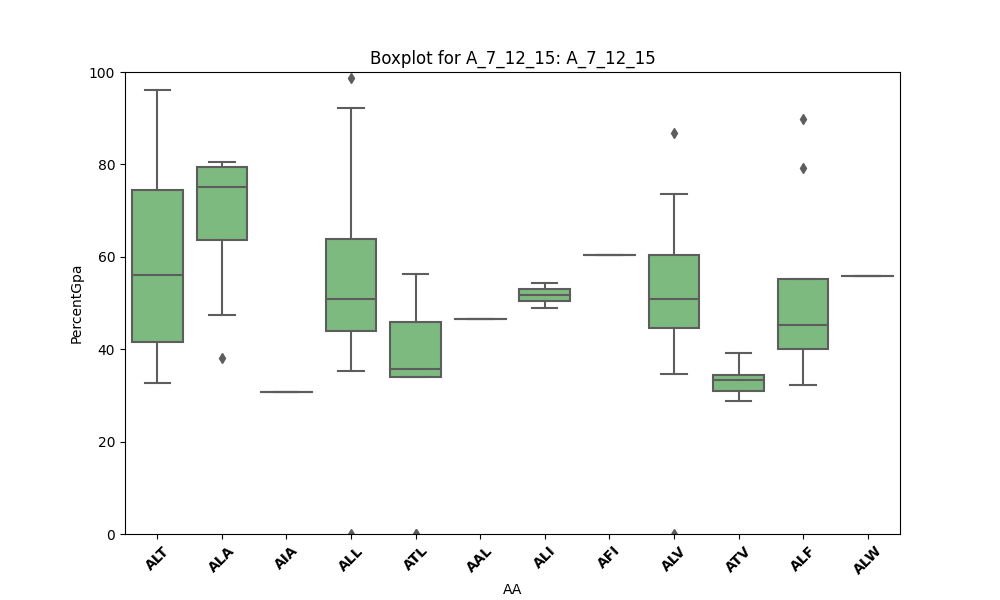 Boxplot for A_7_12_15: A_7_12_15
PercentGpa
100
80
60
40
20
0
ALT ALA AIA ALL ATL AAL ALI AFI ALV ATV ALF ALW
AA